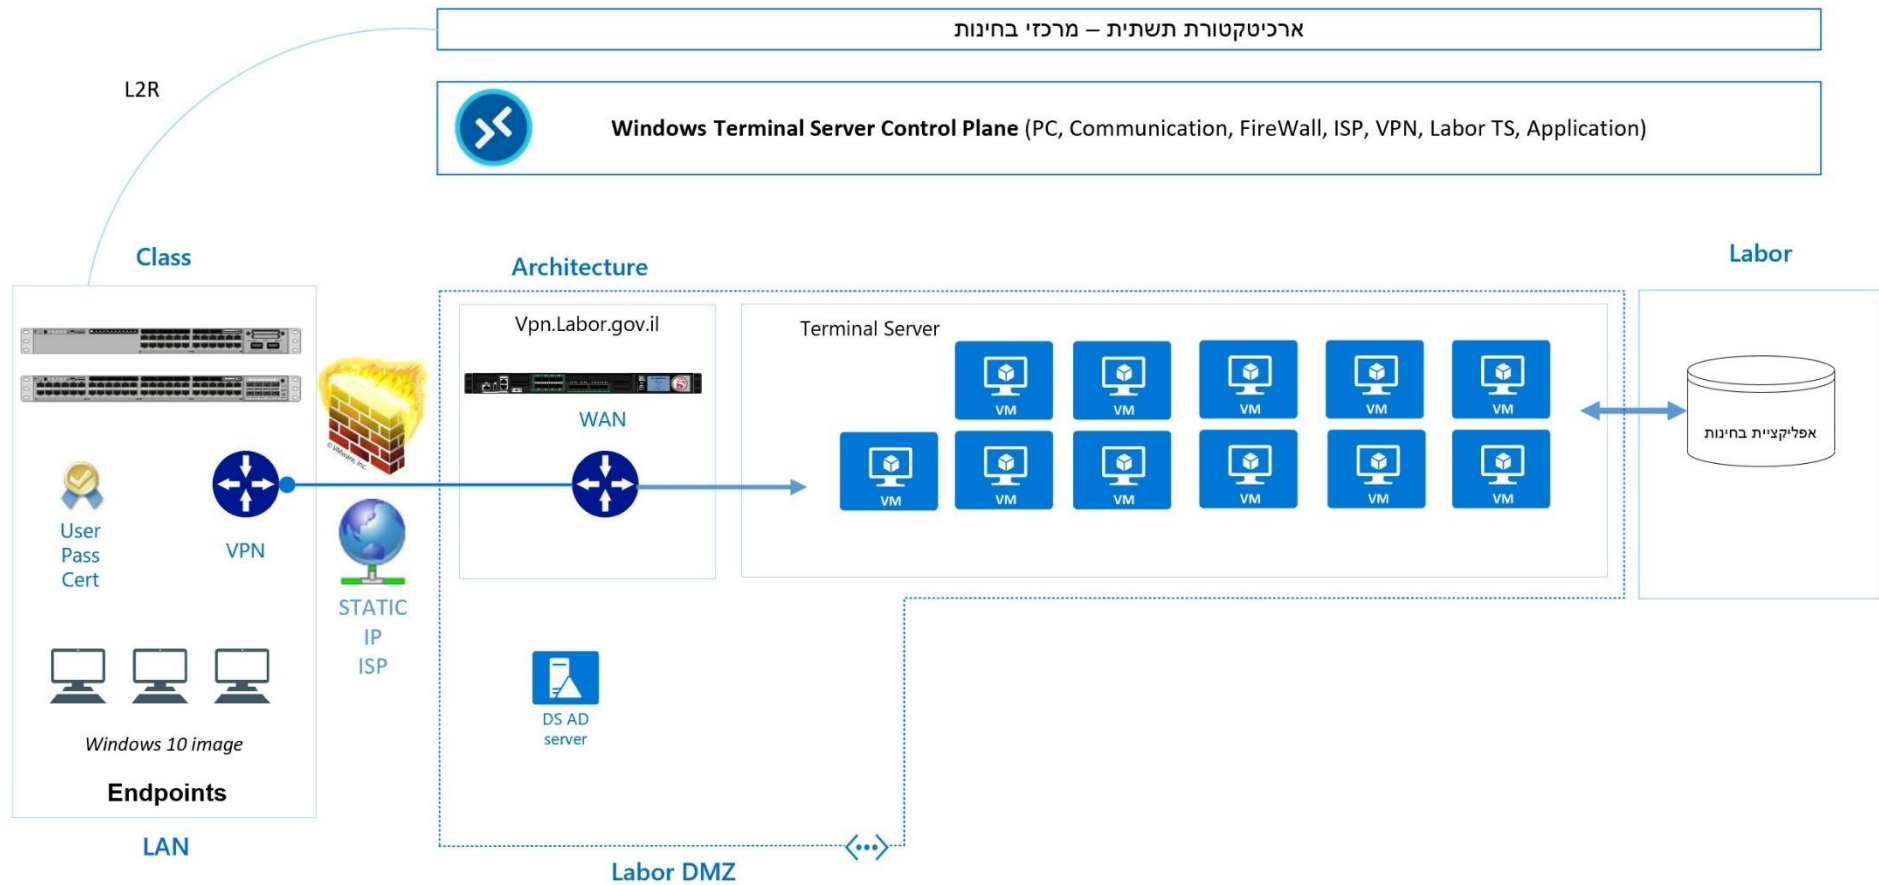 ארכיטקטורת תשתית – מרכזי בחינות
L2R
Windows Terminal Server Control Plane (PC, Communication, FireWall, ISP, VPN, Labor TS, Application)
Class
Architecture
Labor
Vpn.Labor.gov.il
Terminal Server
WAN
VM
VM
VM
VM
VM
VM
VM
VM
VM
VM
VM
אפליקציית בחינות
© VMware, Inc.
User
Pass
Cert
VPN
STATIC
IP
ISP
DS AD
server
Windows 10 image
Endpoints
LAN
Labor DMZ